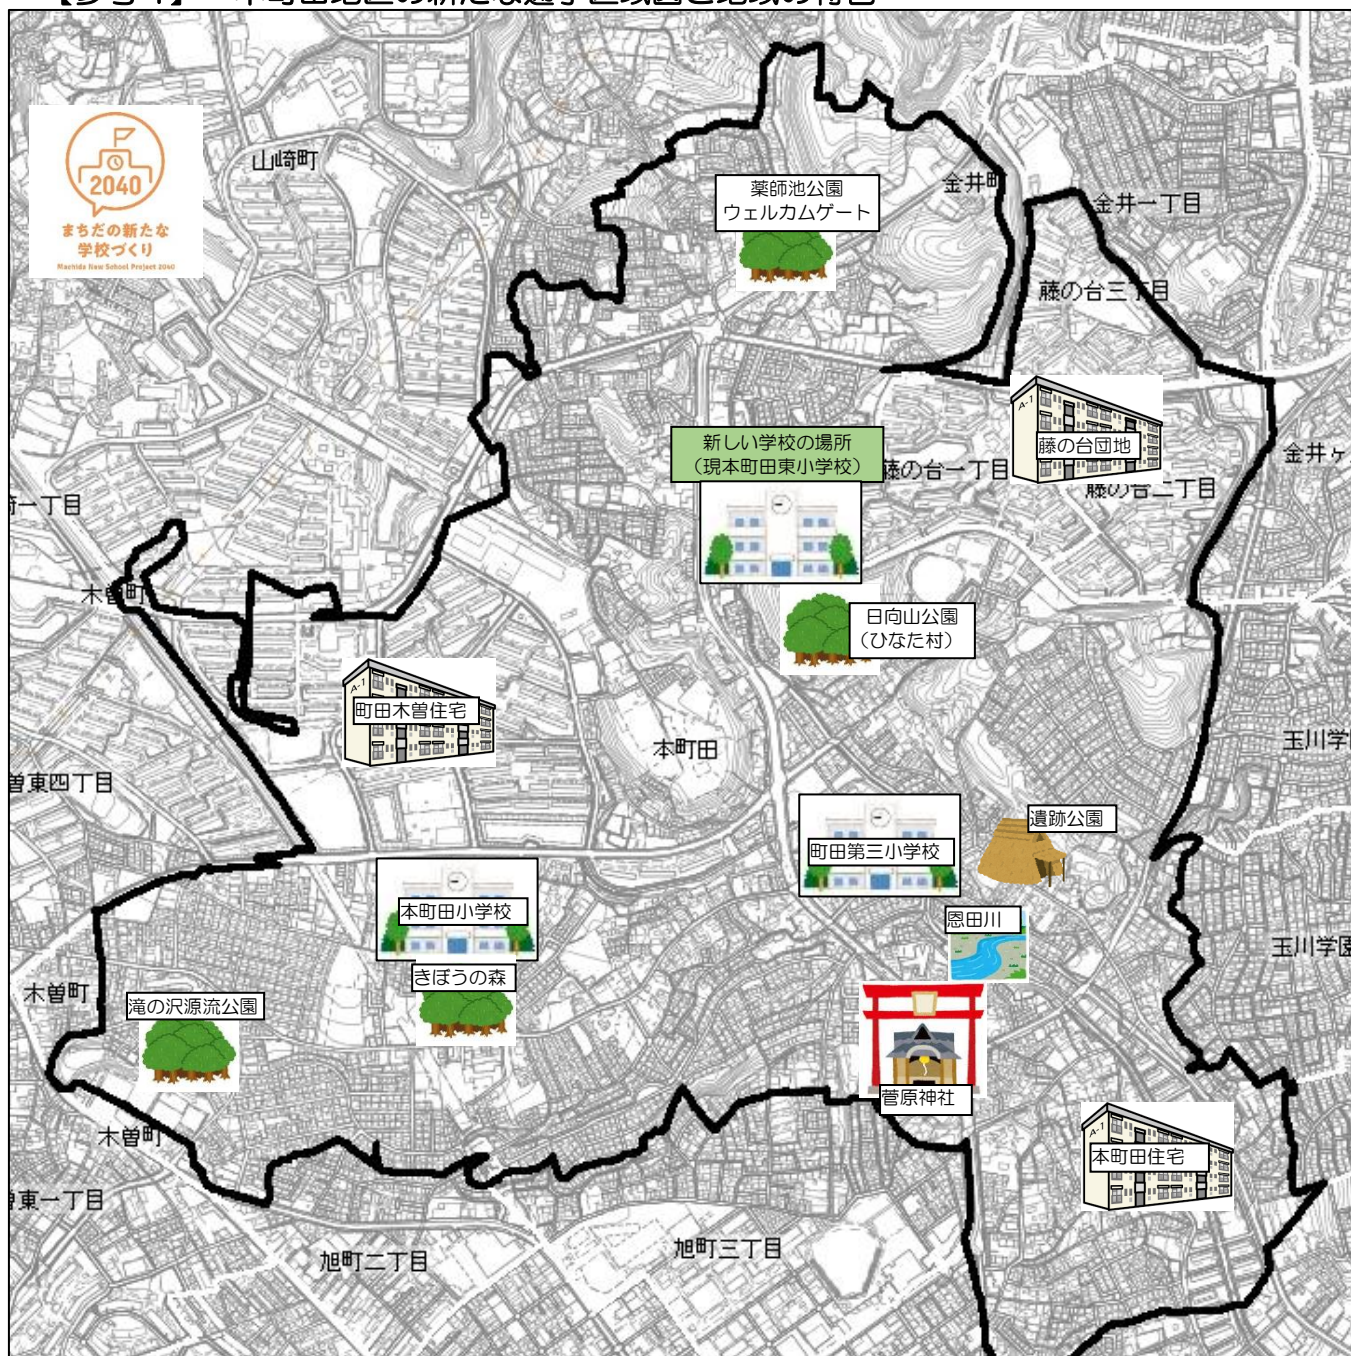 山崎町
2040
まちだの新たな
学校づくり
Machida New School Project 2040
薬師池公園
ウェルカムゲート
金井町
金井一丁目
藤の台三丁目
藤の台団地
新しい学校の場所
（現本町田東小学校）
藤の台一丁目
藤の台二丁目
金井ヶ
一丁目
木曽町
日向山公園
（ひなた村）
町田木曽住宅
本町田
玉川学
曽東四丁目
町田第三小学校
遺跡公園
本町田小学校
恩田川
玉川学園
きぼうの森
木曽町
滝の沢源流公園
菅原神社
木曽町
本町田住宅
曽東一丁目
旭町二丁目
旭町三丁目